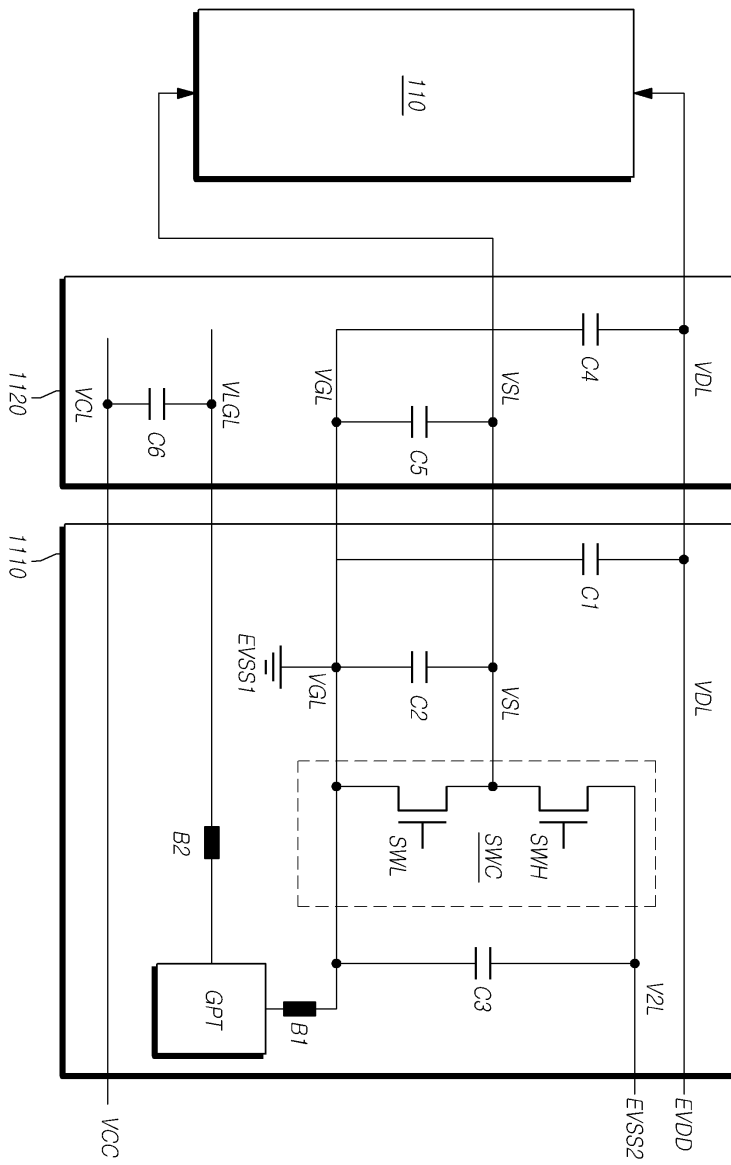 VDL
VDL
EVDD
V2L
EVSS2
C4
C1
SWH
VSL
VSL
SWC
C3
C5
C2
110
SWL
VGL
VGL
B1
EVSS1
VLGL
GPT
B2
C6
VCC
VCL
1120
1110